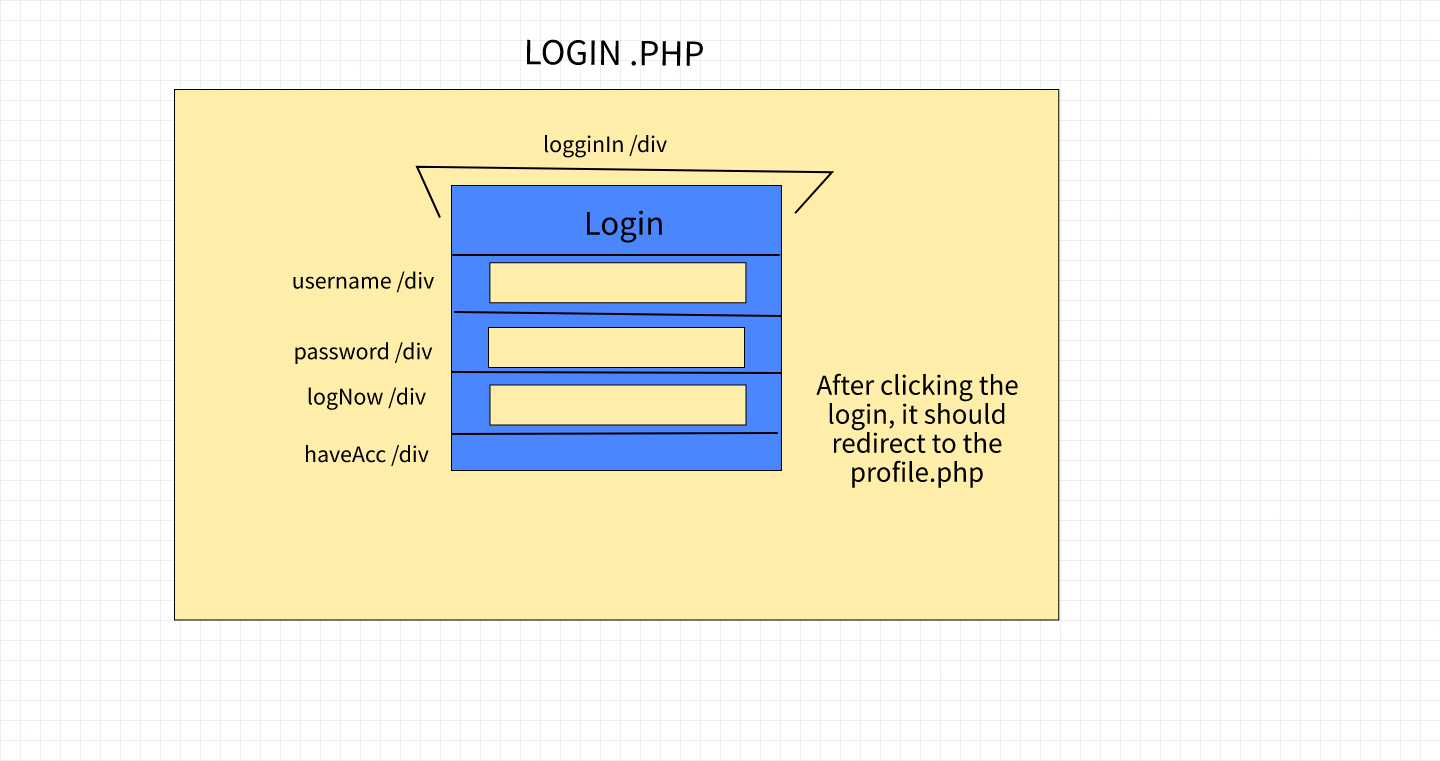 LOGIN .PHP
logginIn /div
Login
username /div
password /div
logNow /div
haveAcc /div
After clicking the
login, it should
redirect to the
profile.php